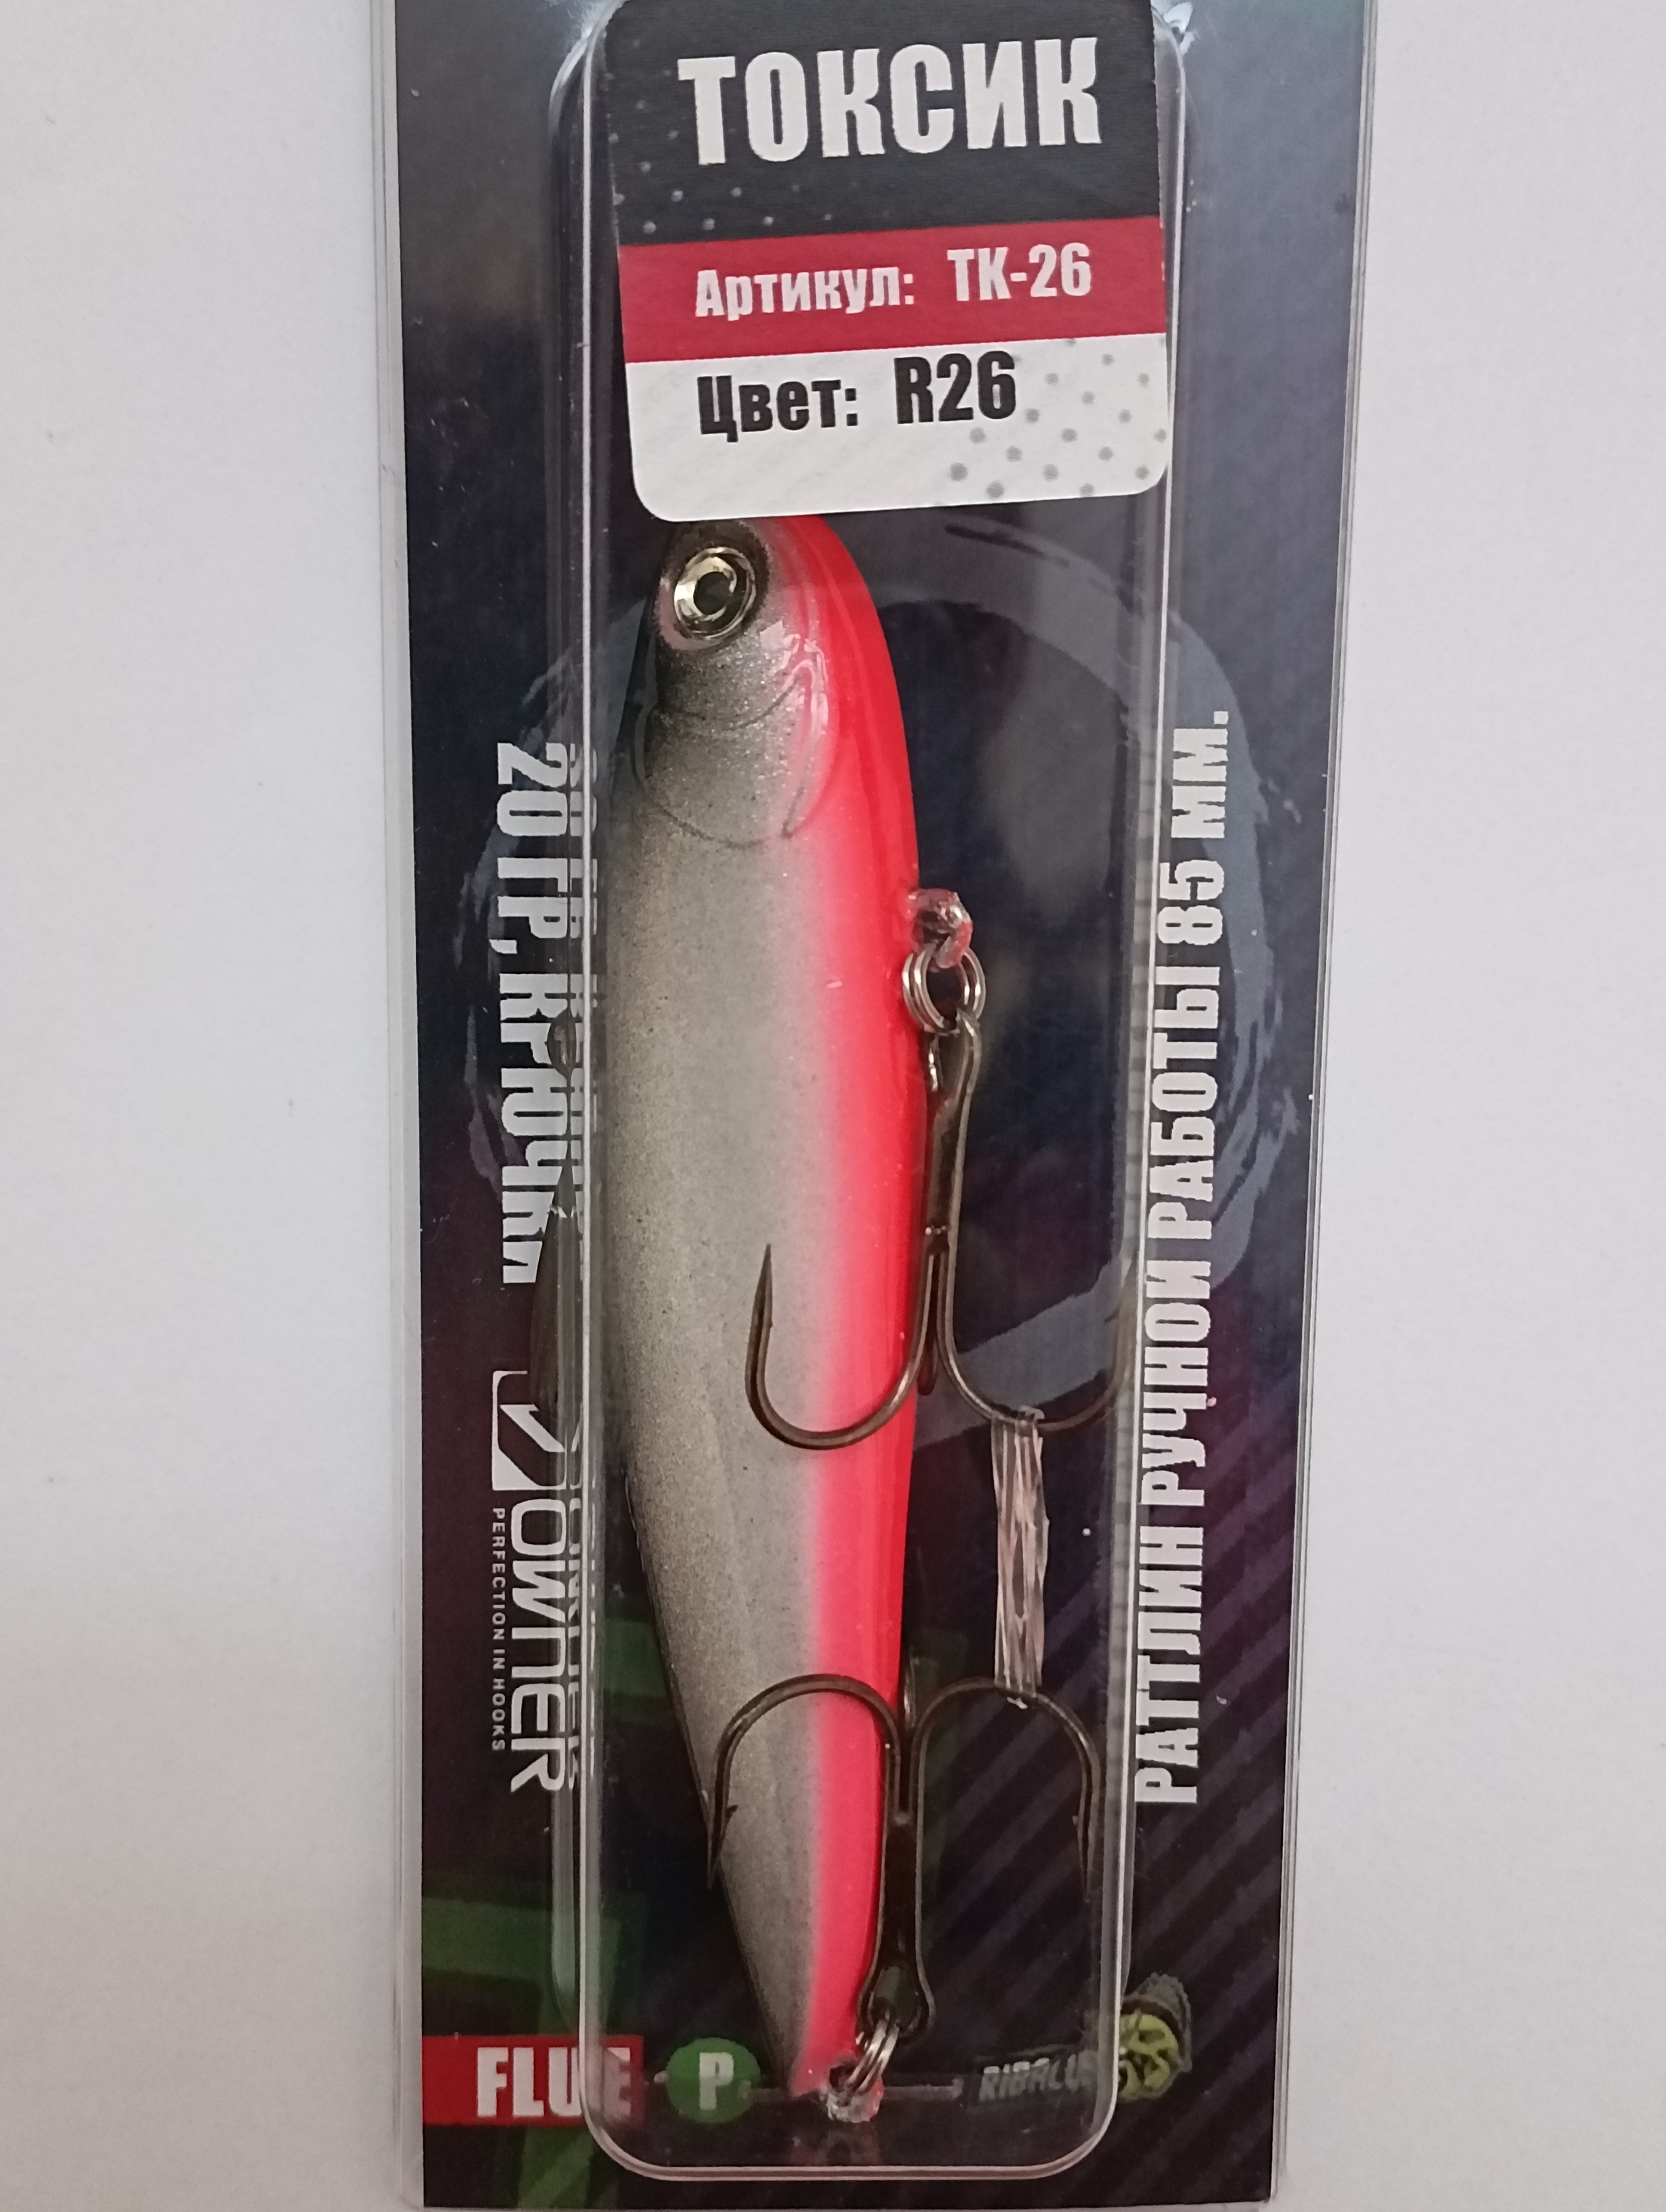 ТОКСИК
Артикул: ТК-26
Цвет: R26
20 ГР, КРЮЧКИ
OWNER
PERFECTION IN HOOKS
РАТТЛИН РУЧНОЙ РАБОТЫ 85 ММ.
FLUE
P